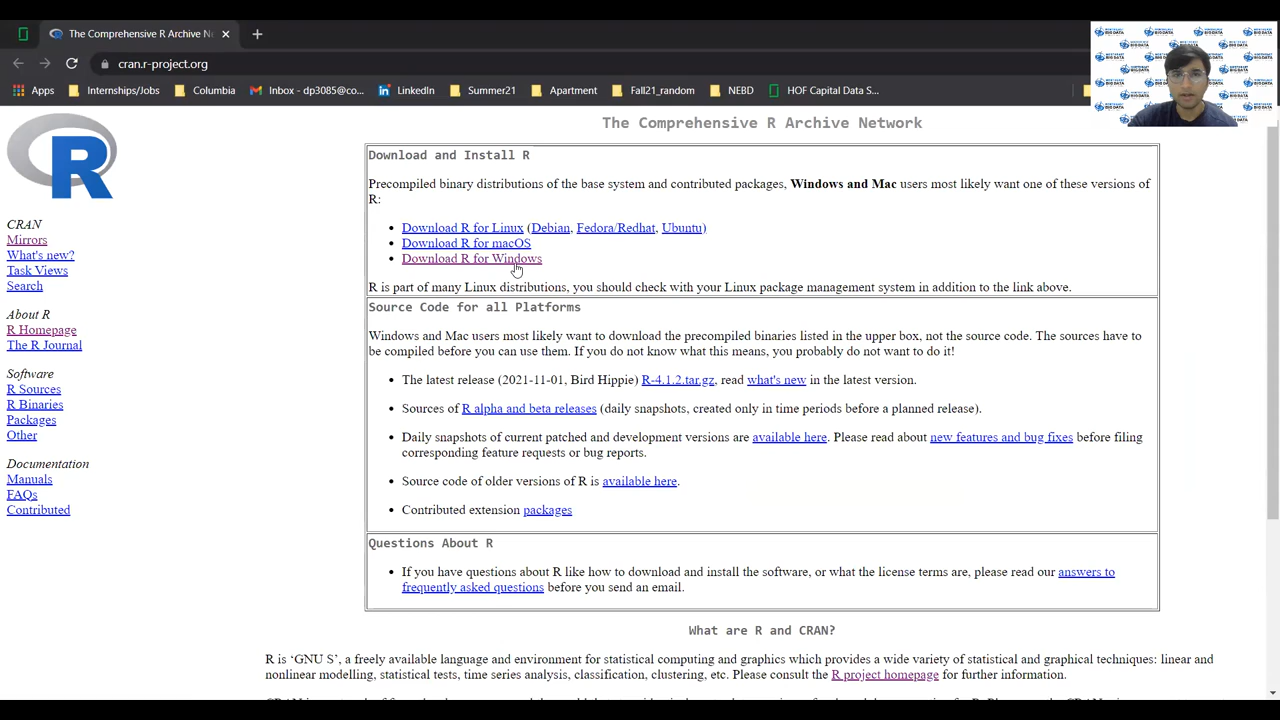 The Comprehensive R Archive Ne
cran.r-project.org
Apps Internships/Jobs Columbia Inbox - dp3085@co... LinkedIn Summer21 Apartment Fall21_random NEBD HOF Capital Data S...
BIG DATA
R
CRAN
Mirrors
What's new?
Task Views
Search
About R
R Homepage
The R Journal
Software
R Sources
R Binaries
Packages
Other
Documentation
Manuals
FAQs
Contributed
The Comprehensive R Archive Network
Download and Install R
Precompiled binary distributions of the base system and contributed packages, Windows and Mac users most likely want one of these versions of
R:
• Download R for Linux (Debian, Fedora/Redhat, Ubuntu)
• Download R for macOS
• Download R for Windows
R is part of many Linux distributions, you should check with your Linux package management system in addition to the link above.
Source Code for all Platforms
Windows and Mac users most likely want to download the precompiled binaries listed in the upper box, not the source code. The sources have to
be compiled before you can use them. If you do not know what this means, you probably do not want to do it!
• The latest release (2021-11-01, Bird Hippie) R-4.1.2.tar.gz, read what's new in the latest version.
• Sources of R alpha and beta releases (daily snapshots, created only in time periods before a planned release).
• Daily snapshots of current patched and development versions are available here. Please read about new features and bug fixes before filing
corresponding feature requests or bug reports.
• Source code of older versions of R is available here.
• Contributed extension packages
Questions About R
• If you have questions about R like how to download and install the software, or what the license terms are, please read our answers to
frequently asked questions before you send an email.
What are R and CRAN?
R is ‘GNU S’, a freely available language and environment for statistical computing and graphics which provides a wide variety of statistical and graphical techniques: linear and
nonlinear modelling, statistical tests, time series analysis, classification, clustering, etc. Please consult the R project homepage for further information.